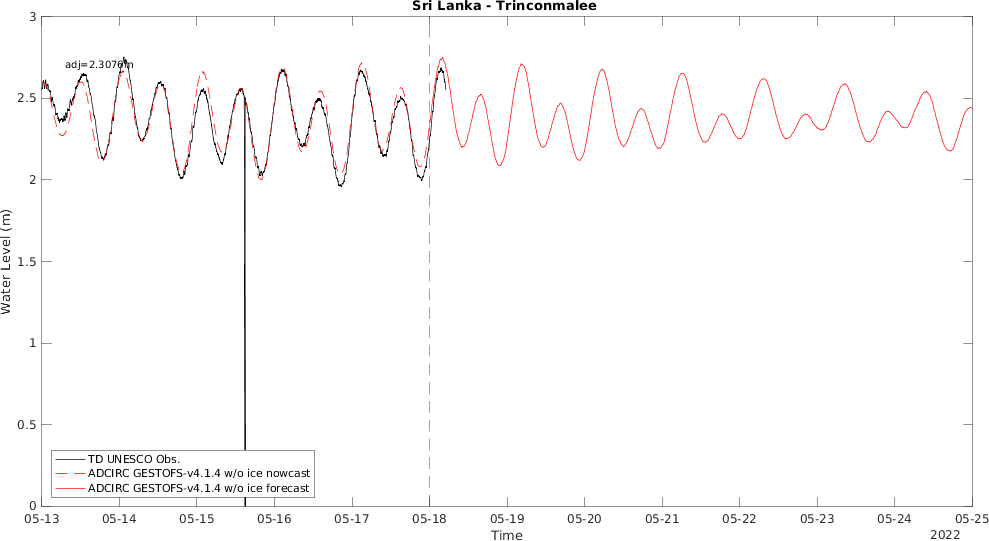 Sri Lanka - Trinconmalee
3
adj=2.3076m
2.5
2
1.5
1
0.5
0
Water Level (m)
TD UNESCO Obs.
ADCIRC GESTOFS-v4.1.4 w/o ice nowcast
ADCIRC GESTOFS-v4.1.4 w/o ice forecast
05-13 05-14 05-15 05-16 05-17 05-18 05-19 05-20 05-21 05-22 05-23 05-24 05-25
Time
2022